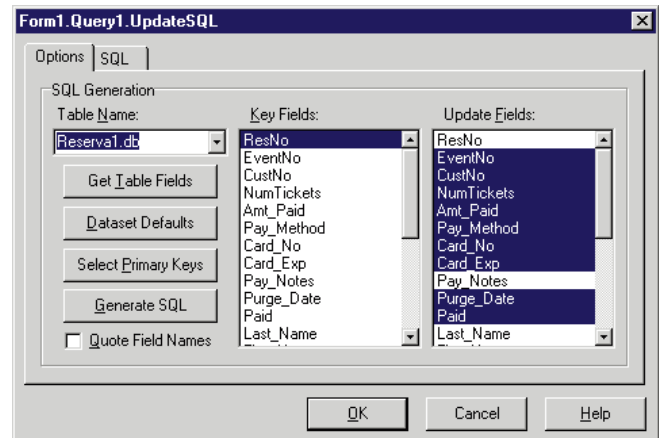 Form1.Query1.UpdateSQL
Options
SQL
SQL Generation
Table Name:
Reserva1.db
Get Table Fields
Dataset Defaults
Select Primary Keys
Generate SQL
Quote Field Names
Key Fields:
ResNo
EventNo
CustNo
NumTickets
Amt_Paid
Pay_Method
Card_No
Card_Exp
Pay_Notes
Purge_Date
Paid
Last_Name
Update Fields:
ResNo
EventNo
CustNo
NumTickets
Amt_Paid
Pay_Method
Card_No
Card_Exp
Pay_Notes
Purge_Date
Paid
Last_Name
OK
Cancel
Help